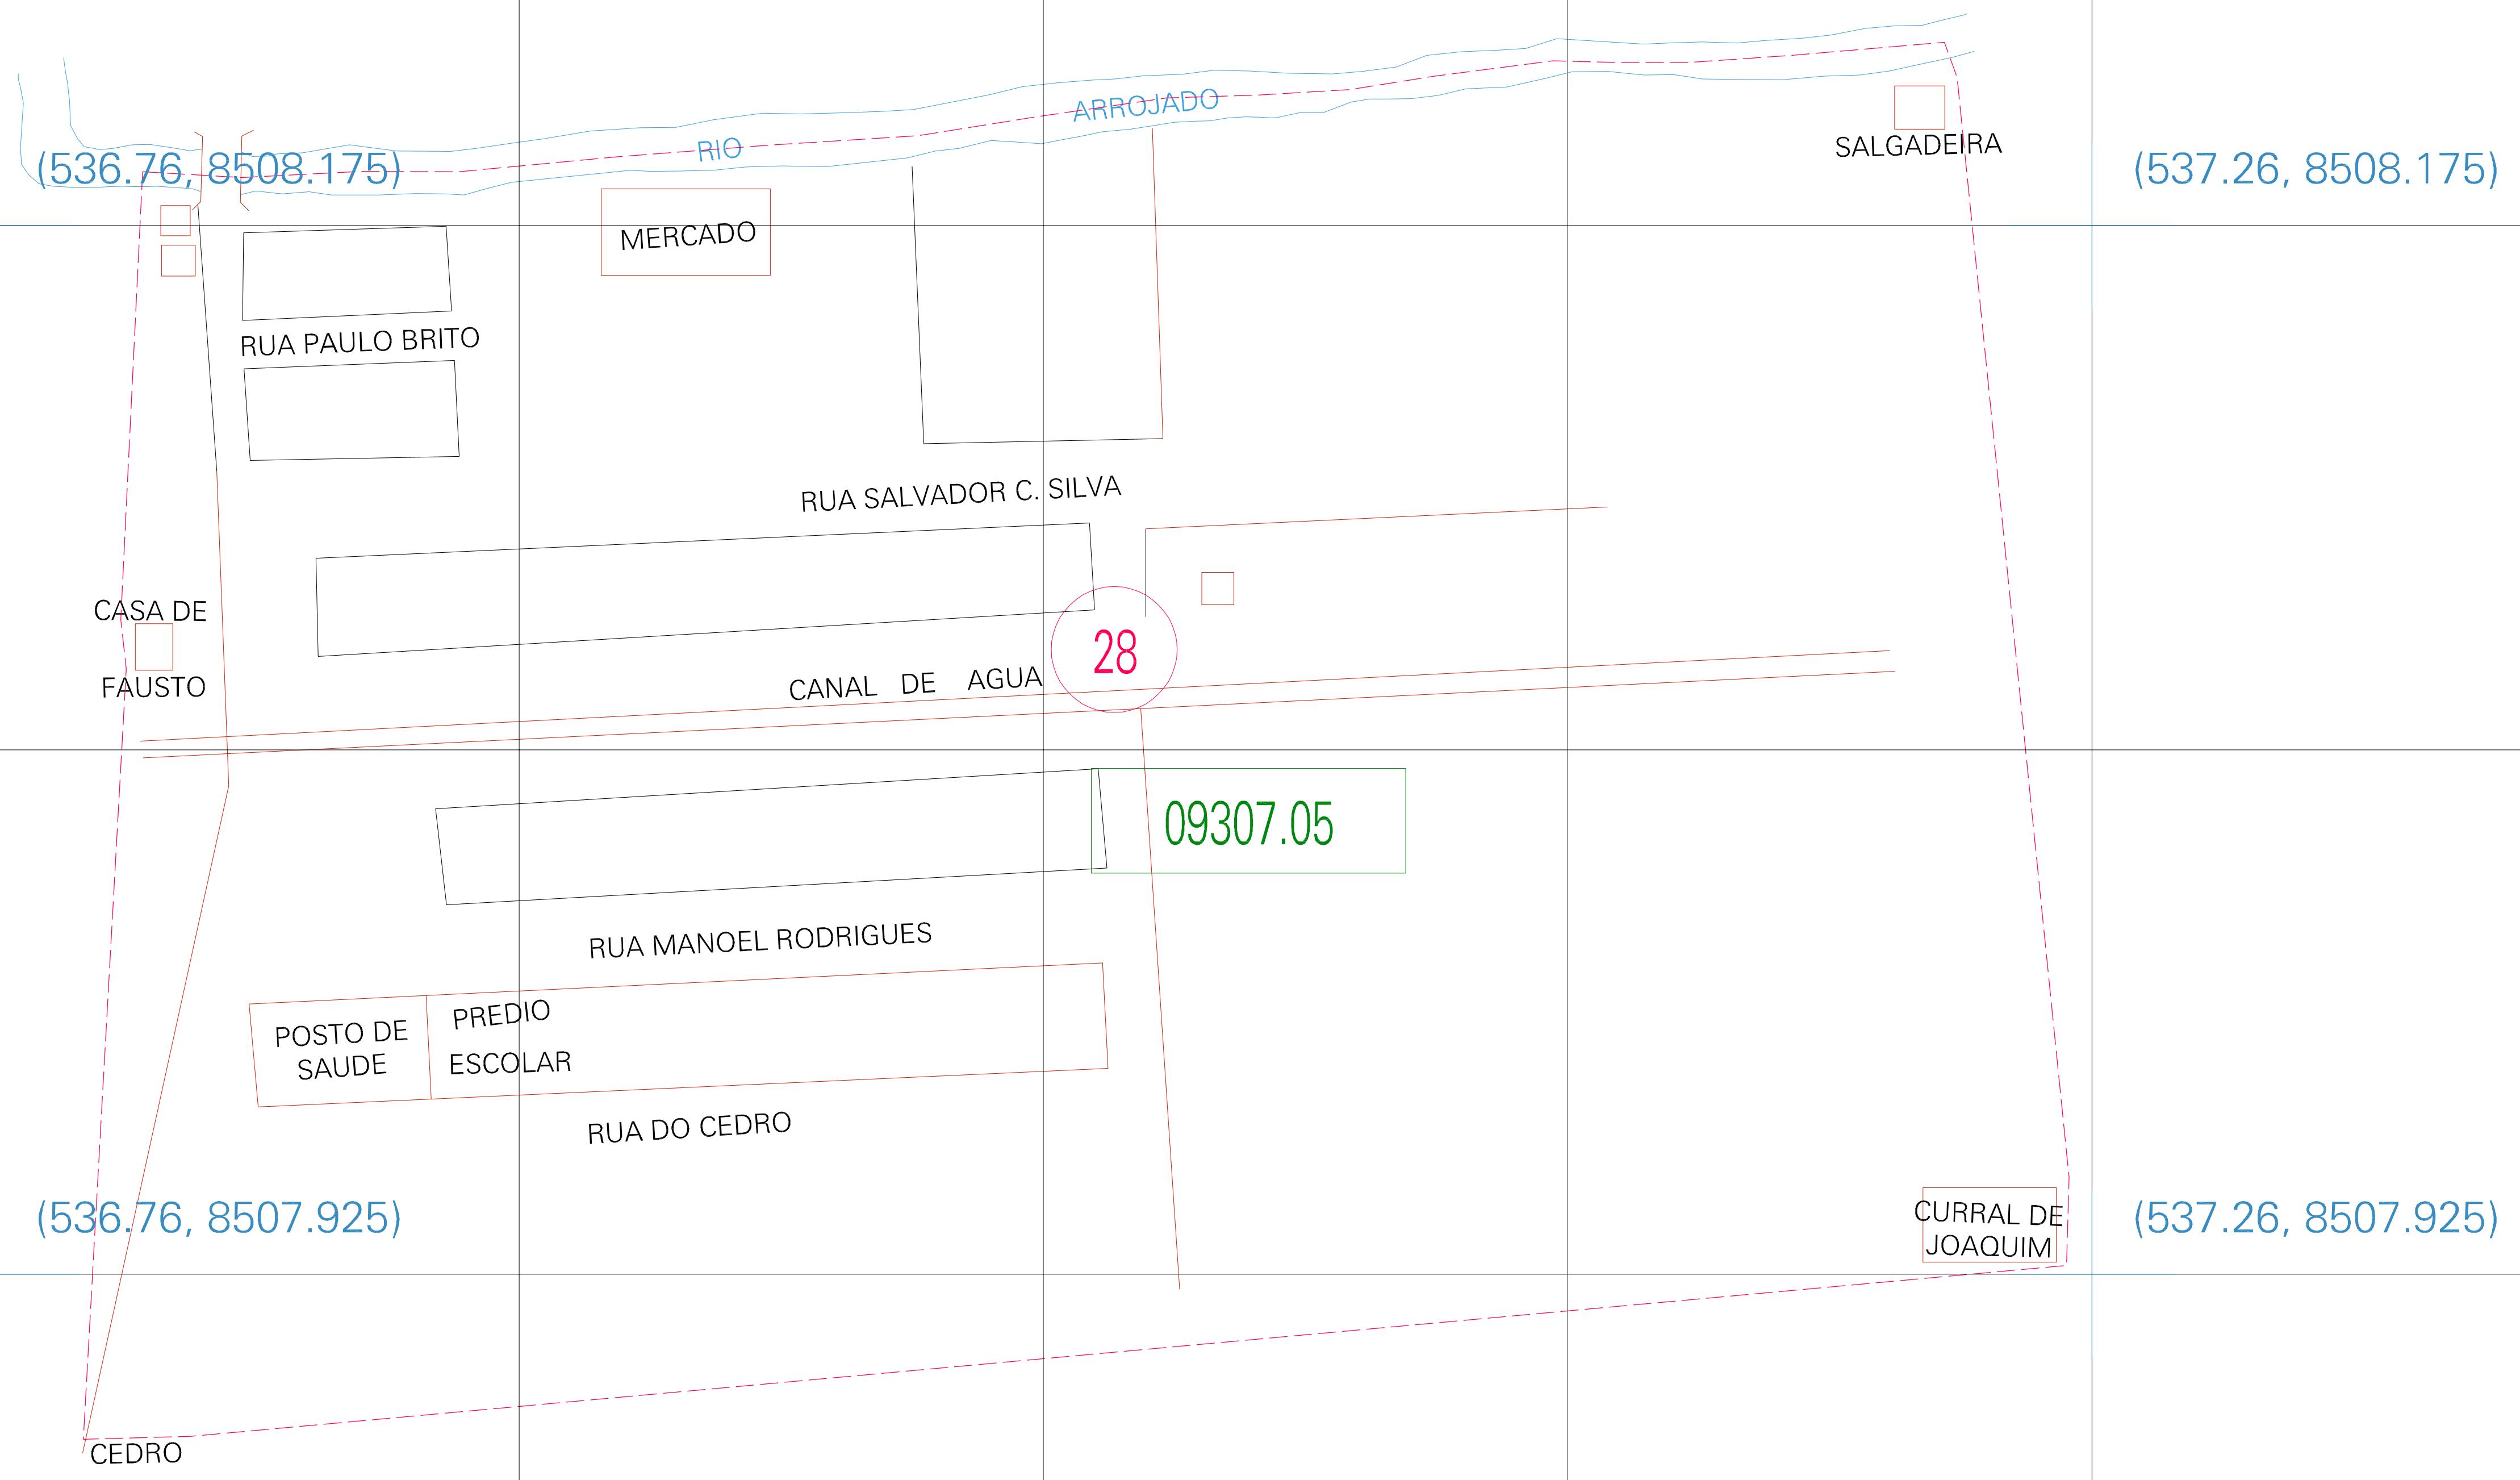 ARROJADO
RIO
SALGADEIRA
(536.76, 8508.175)
(537.26, 8508.175)
MERCADO
RUA PAULO BRITO
RUA SALVADOR C. SILVA
CASA DE
FAUSTO
28
CANAL DE AGUA
09307.05
RUA MANOEL RODRIGUES
POSTO DE
SAUDE
PREDIO
ESCOLAR
RUA DO CEDRO
(536.76, 8507.925)
CURRAL DE
JOAQUIM
(537.26, 8507.925)
CEDRO